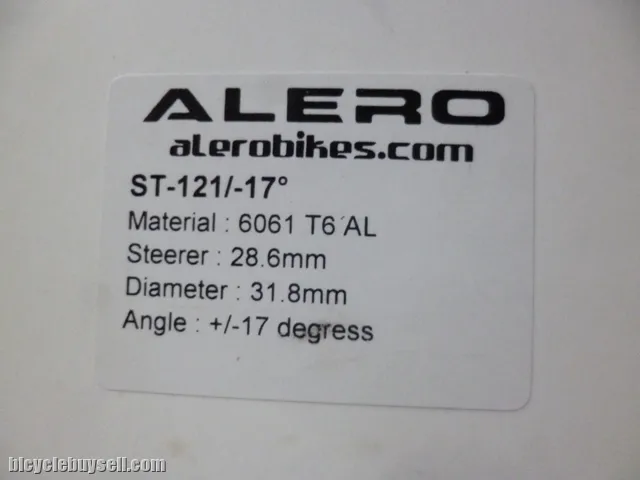 ALERO
alerobikes.com
ST-121/-17°
Material : 6061 T6 AL
Steerer : 28.6mm
Diameter : 31.8mm
Angle : +/-17 degress
bicyclebuysell.com